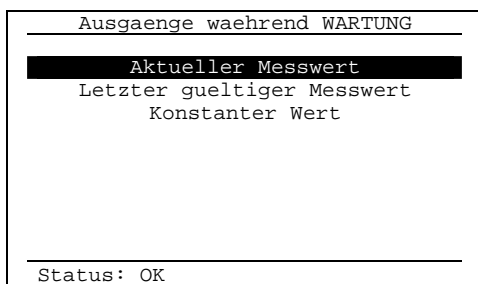 Ausgaenge waehrend WARTUNG
Aktueller Messwert
Letzter gueltiger Messwert
Konstanter Wert
Status: OK